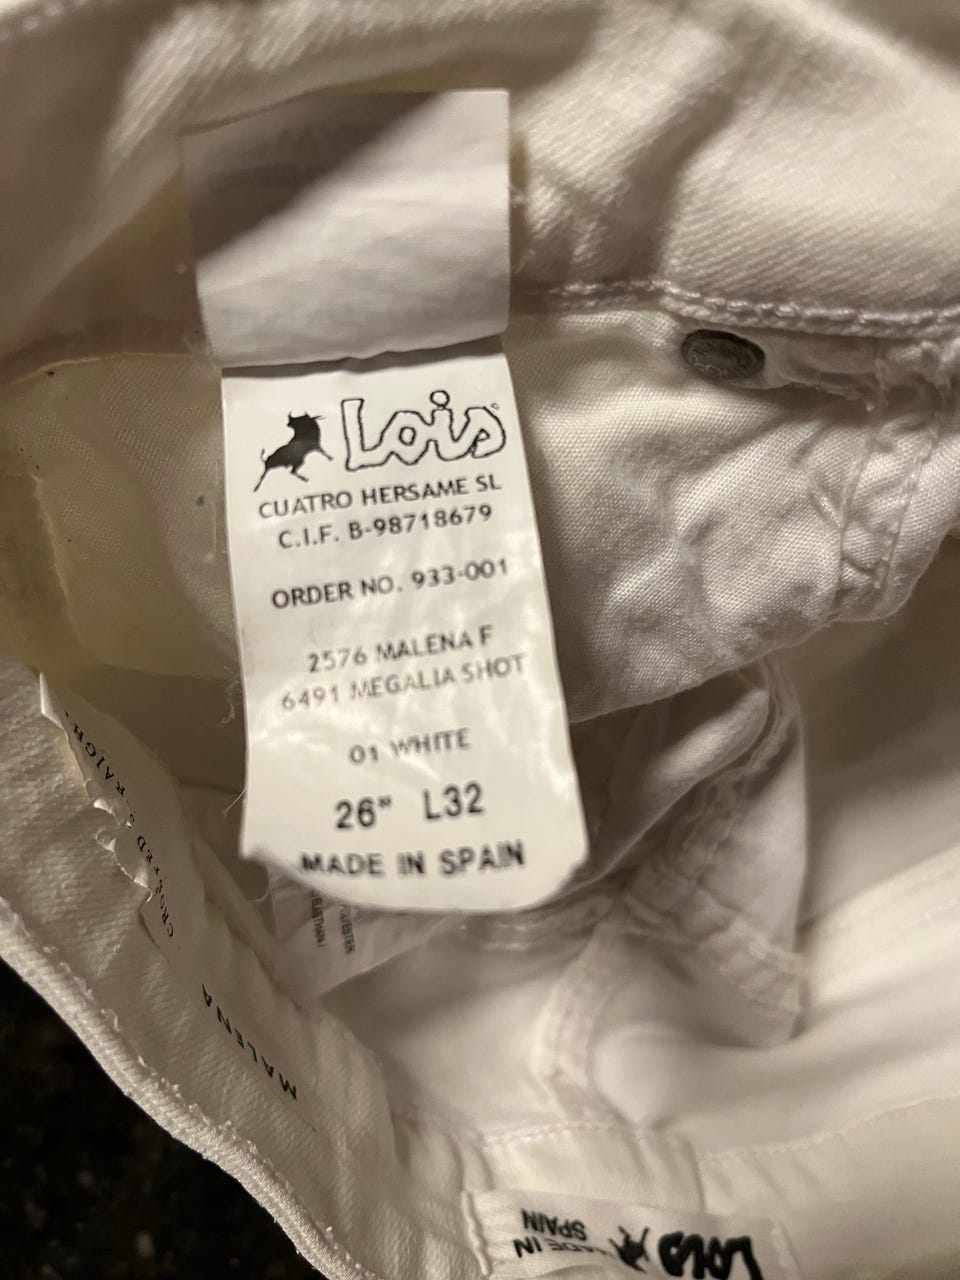 Lois
CUATRO HERSAME SL
C.I.F. B-98718679
ORDER NO. 933-001
2576 MALENA F
6491 MEGALIA SHOT
01 WHITE
26" L32
MADE IN SPAIN
MALENA
MADE IN
SPAIN
Lois